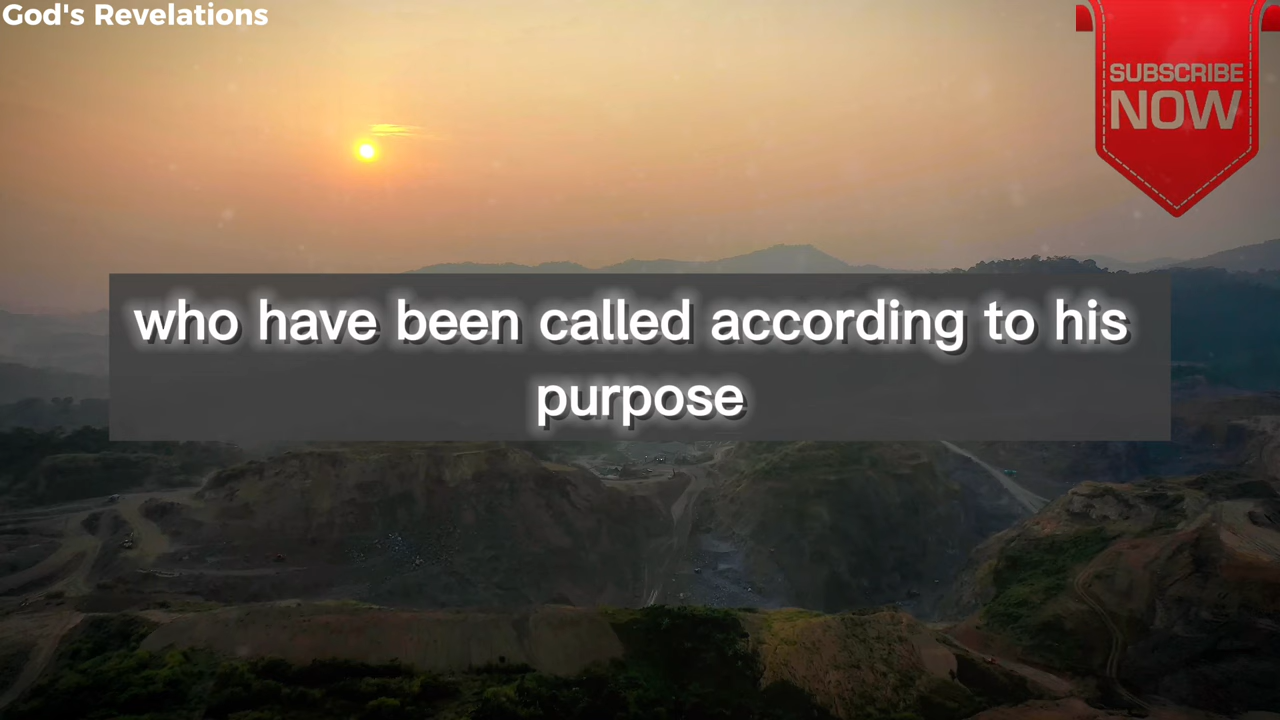 God's Revelations
SUBSCRIBE
NOW
who have been called according to his
purpose